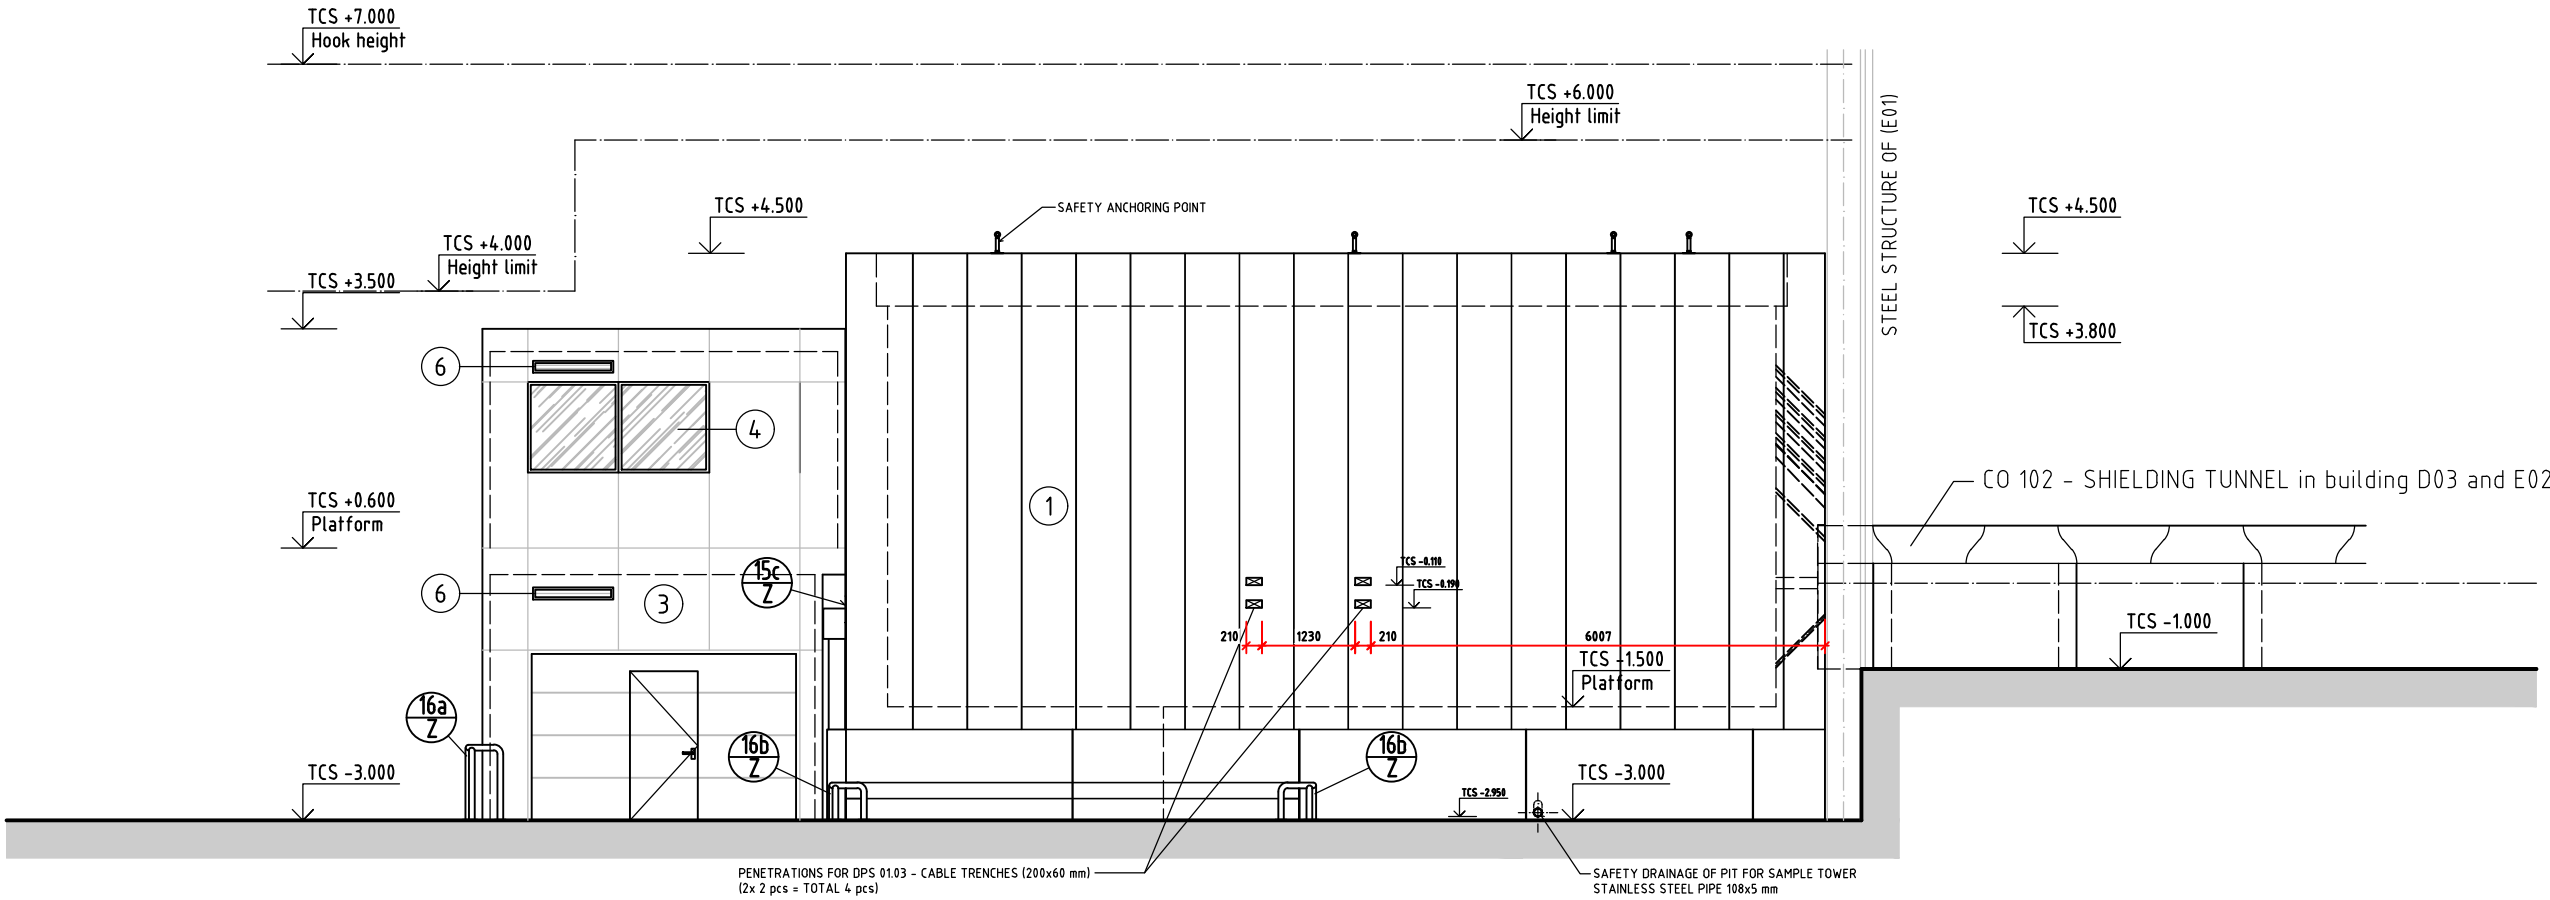 TCS +7.000
Hook height
TCS +6.000
Height limit
STEEL STRUCTURE OF (E01)
TCS +4.500
SAFETY ANCHORING POINT
TCS +4.500
TCS +4.000
Height limit
TCS +3.500
TCS +3.800
6
4
CO 102 - SHIELDING TUNNEL in building D03 and E02
TCS +0.600
Platform
1
15c
Z
TCS -0.110
TCS -0.190
6
3
210
1230
210
6007
TCS -1.000
TCS -1.500
Platform
16a
Z
16b
Z
16b
Z
TCS -3.000
TCS -2.950
TCS -3.000
PENETRATIONS FOR DPS 01.03 - CABLE TRENCHES (200x60 mm)
(2x 2 pcs = TOTAL 4 pcs)
SAFETY DRAINAGE OF PIT FOR SAMPLE TOWER
STAINLESS STEEL PIPE 108x5 mm